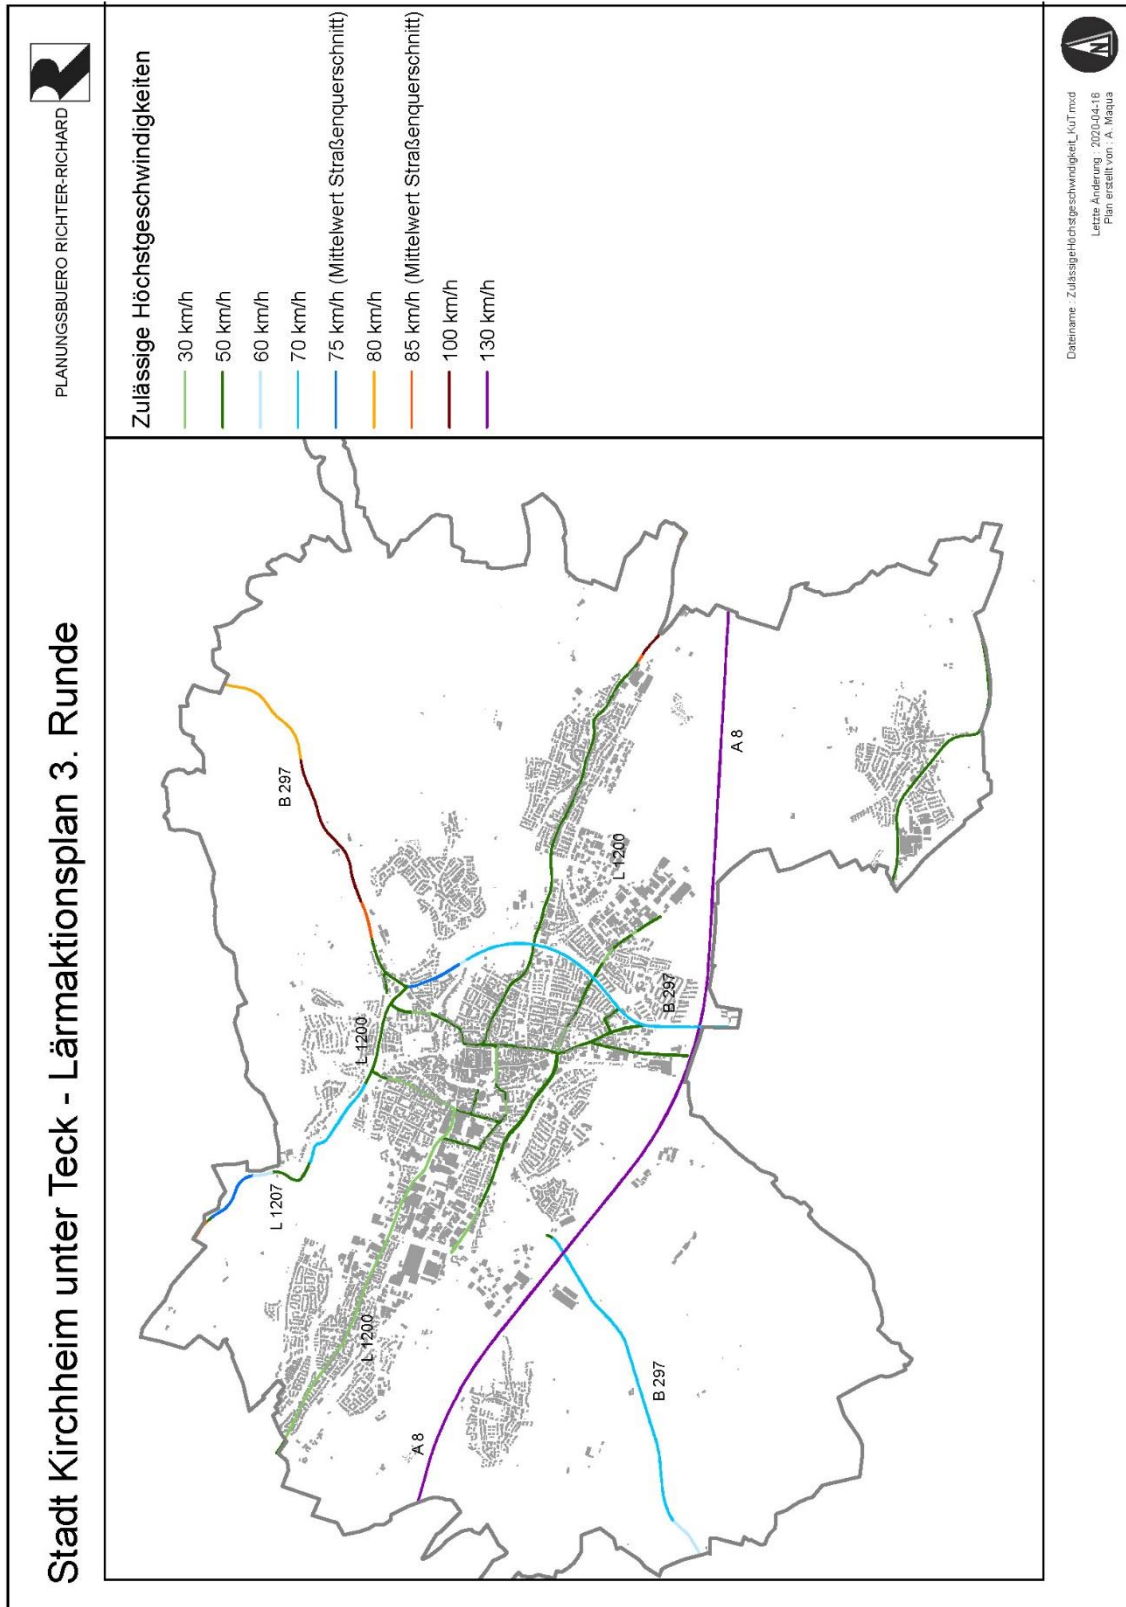 Stadt Kirchheim unter Teck - Lärmaktionsplan 3. Runde
PLANUNGSBUERO RICHTER-RICHARD
Zulässige Höchstgeschwindigkeiten
30 km/h
50 km/h
60 km/h
70 km/h
75 km/h (Mittelwert Straßenquerschnitt)
80 km/h
85 km/h (Mittelwert Straßenquerschnitt)
100 km/h
130 km/h
L 1207
B 297
L 1200
L 1200
L 1200
A 8
B 297
A 8
B 297
N
Dateiname : ZulässigeHöchstgeschwindigkeit_KuT.mxd
Letzte Änderung : 2020-04-16
Plan erstellt von : A. Maqua